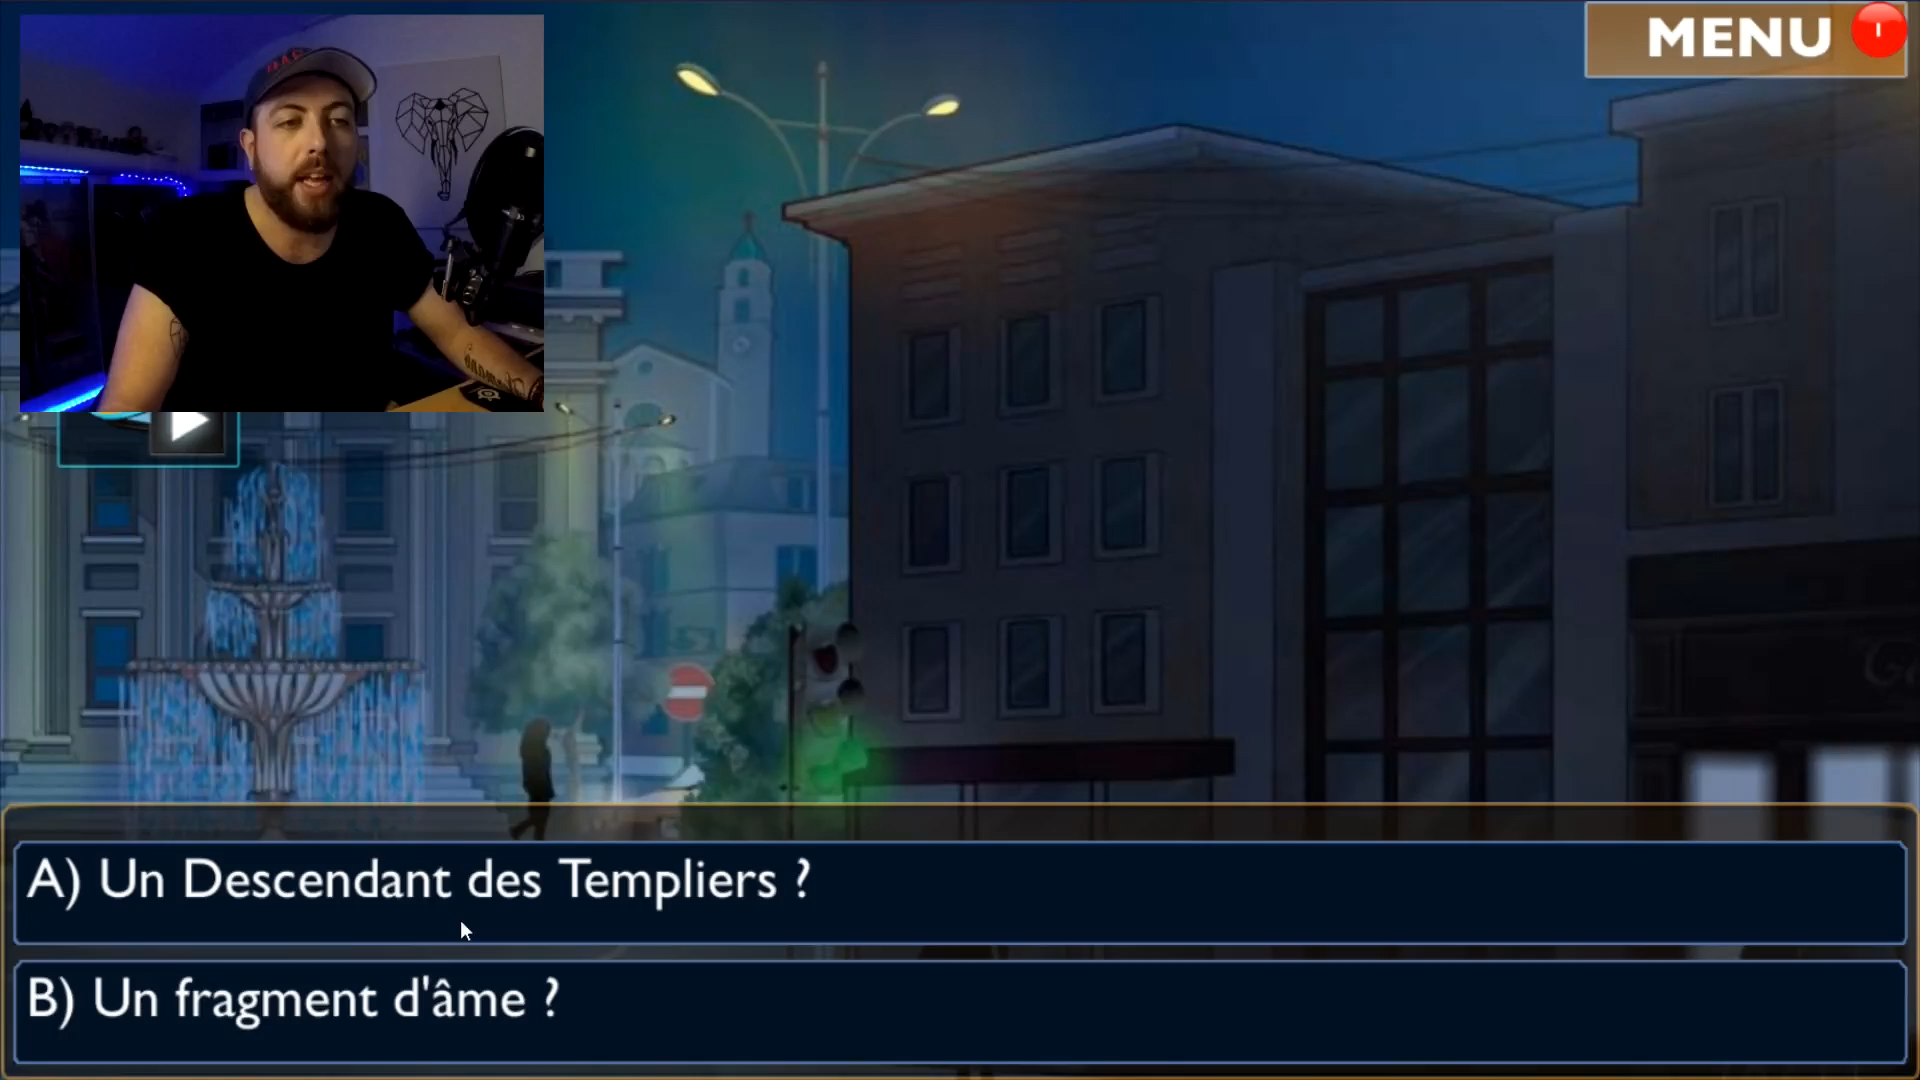 MENU
A) Un Descendant des Templiers ?
B) Un fragment d'âme ?